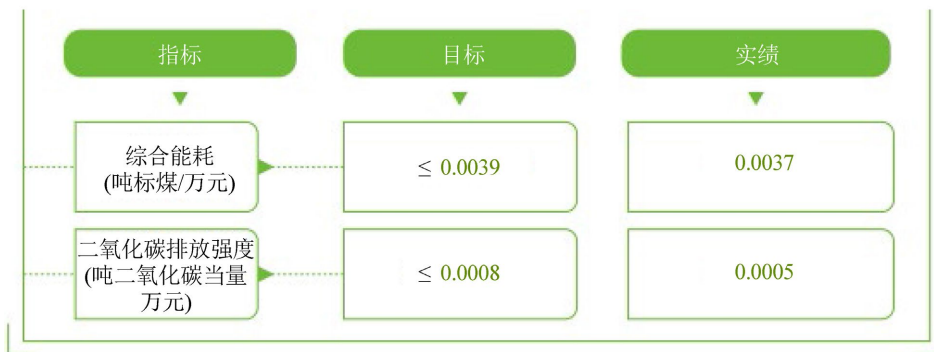 指标
目标
实绩
综合能耗
(吨标煤/万元)
≤ 0.0039
0.0037
二氧化碳排放强度
(吨二氧化碳当量
万元)
≤ 0.0008
0.0005